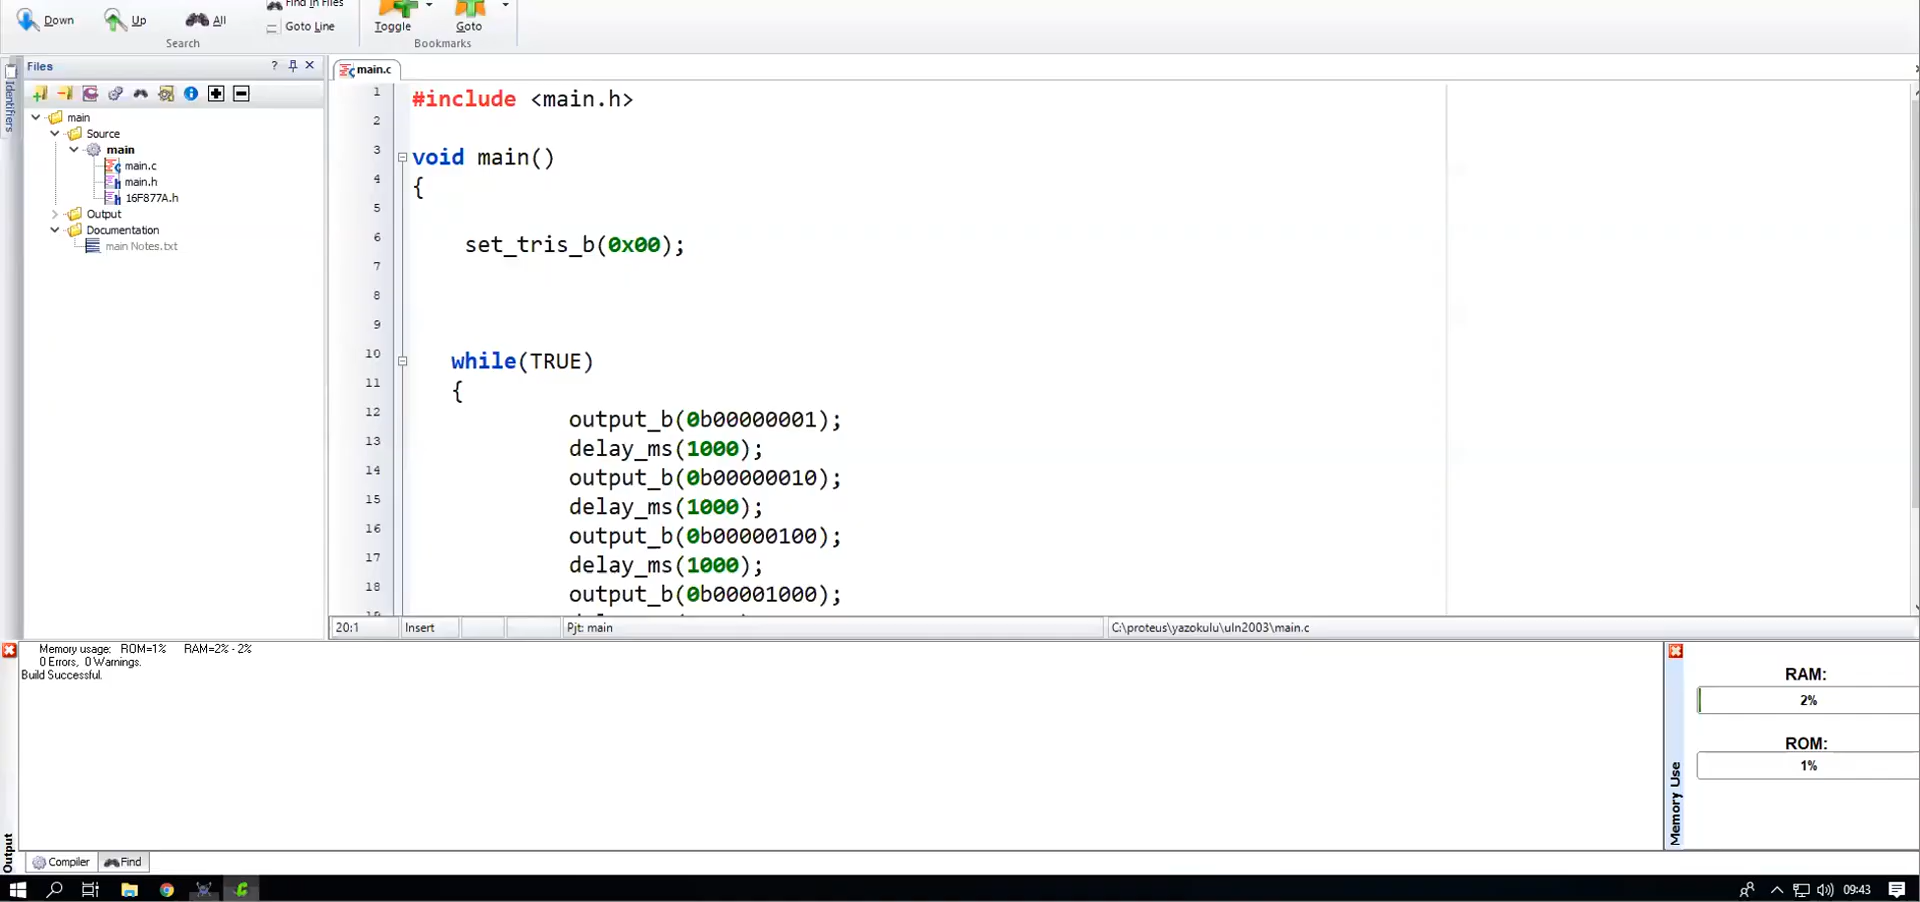 Down
Up
All
Find In Files
Goto Line
Toggle
Goto
Search
Bookmarks
Identifiers
Files
?
main
Source
main
main.c
main.h
16F877A.h
Output
Documentation
main Notes.txt
main.c
1 #include <main.h>
2
3 void main()
4 {
5
6 set_tris_b(0x00);
7
8
9
10 while(TRUE)
11 {
12 output_b(0b00000001);
13 delay_ms(1000);
14 output_b(0b00000010);
15 delay_ms(1000);
16 output_b(0b00000100);
17 delay_ms(1000);
18 output_b(0b00001000);
20:1
Insert
Pjt: main
C:\proteus\yazokulu\uln2003\main.c
Memory usage: ROM=1% RAM=2% - 2%
0 Errors, 0 Warnings.
Build Successful.
Output
Compiler
Find
Memory Use
RAM:
2%
ROM:
1%
09:43